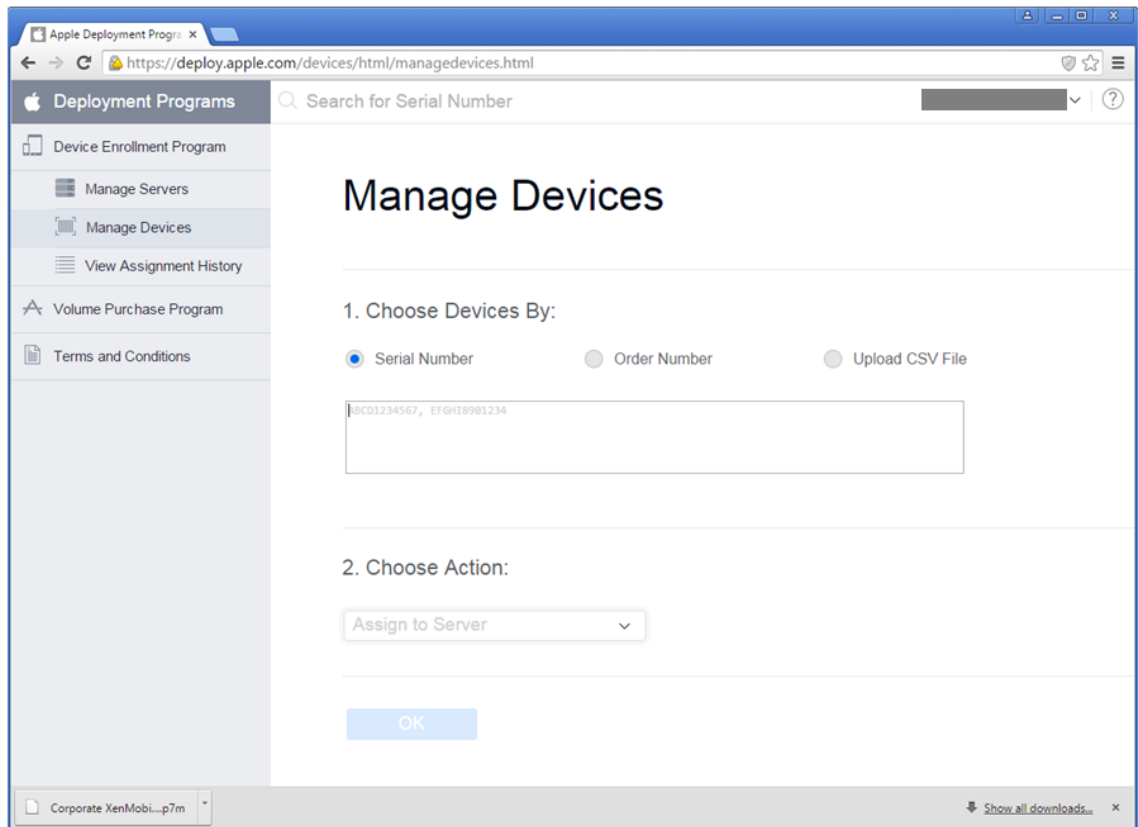 Apple Deployment Progra
https://deploy.apple.com/devices/html/managedevices.html
Deployment Programs
Search for Serial Number
Device Enrollment Program
Manage Servers
Manage Devices
View Assignment History
Volume Purchase Program
Terms and Conditions
Manage Devices
1. Choose Devices By:
Serial Number Order Number Upload CSV File
ABCD1234567, EFGHI8901234
2. Choose Action:
Assign to Server
OK
Corporate XenMobi....p7m
Show all downloads...